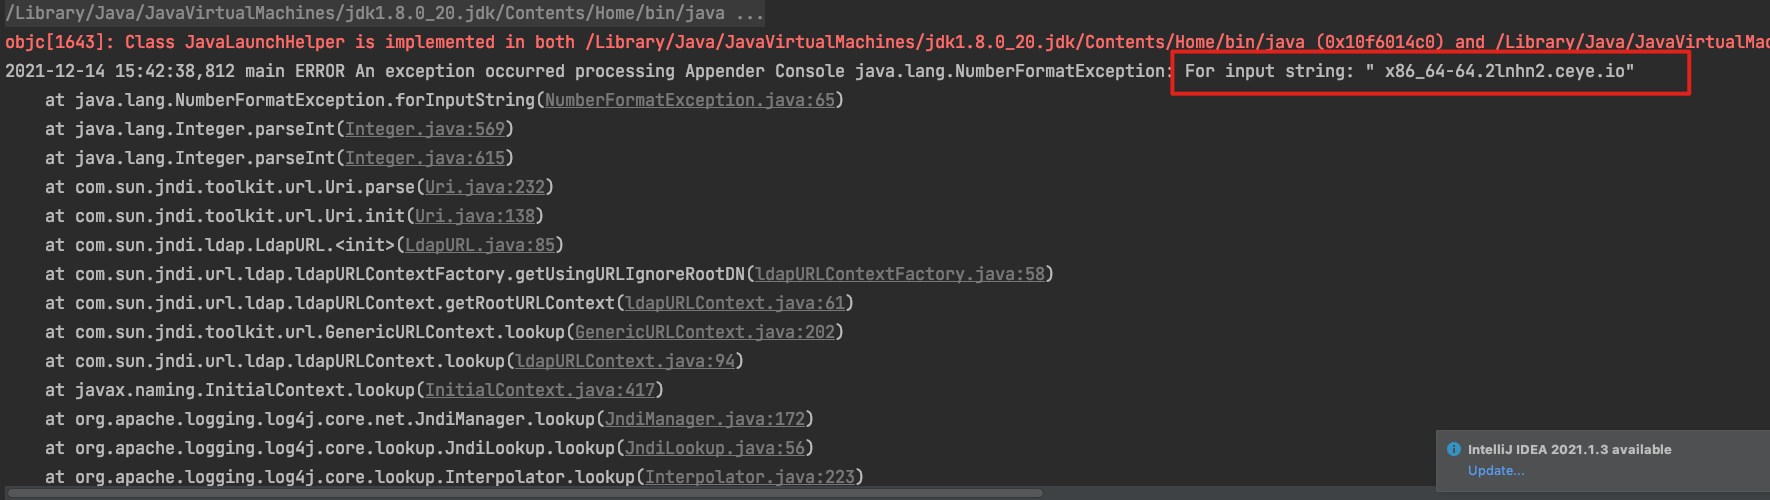 /Library/Java/JavaVirtualMachines/jdk1.8.0_20.jdk/Contents/Home/bin/java ...
objc[1643]: Class JavaLaunchHelper is implemented in both /Library/Java/JavaVirtualMachines/jdk1.8.0_20.jdk/Contents/Home/bin/java (0x10f6014c0) and /Library/Java/JavaVirtualMac
2021-12-14 15:42:38,812 main ERROR An exception occurred processing Appender Console java.lang.NumberFormatException: For input string: " x86_64-64.2lnhn2.ceye.io"
    at java.lang.NumberFormatException.forInputString(NumberFormatException.java:65)
    at java.lang.Integer.parseInt(Integer.java:569)
    at java.lang.Integer.parseInt(Integer.java:615)
    at com.sun.jndi.toolkit.url.Uri.parse(Uri.java:232)
    at com.sun.jndi.toolkit.url.Uri.init(Uri.java:138)
    at com.sun.jndi.ldap.LdapURL.<init>(LdapURL.java:85)
    at com.sun.jndi.url.ldap.ldapURLContextFactory.getUsingURLIgnoreRootDN(ldapURLContextFactory.java:58)
    at com.sun.jndi.url.ldap.ldapURLContext.getRootURLContext(ldapURLContext.java:61)
    at com.sun.jndi.toolkit.url.GenericURLContext.lookup(GenericURLContext.java:202)
    at com.sun.jndi.url.ldap.ldapURLContext.lookup(ldapURLContext.java:94)
    at javax.naming.InitialContext.lookup(InitialContext.java:417)
    at org.apache.logging.log4j.core.net.JndiManager.lookup(JndiManager.java:172)
    at org.apache.logging.log4j.core.lookup.JndiLookup.lookup(JndiLookup.java:56)
    at org.apache.logging.log4j.core.lookup.Interpolator.lookup(Interpolator.java:223)
IntelliJ IDEA 2021.1.3 available
Update...